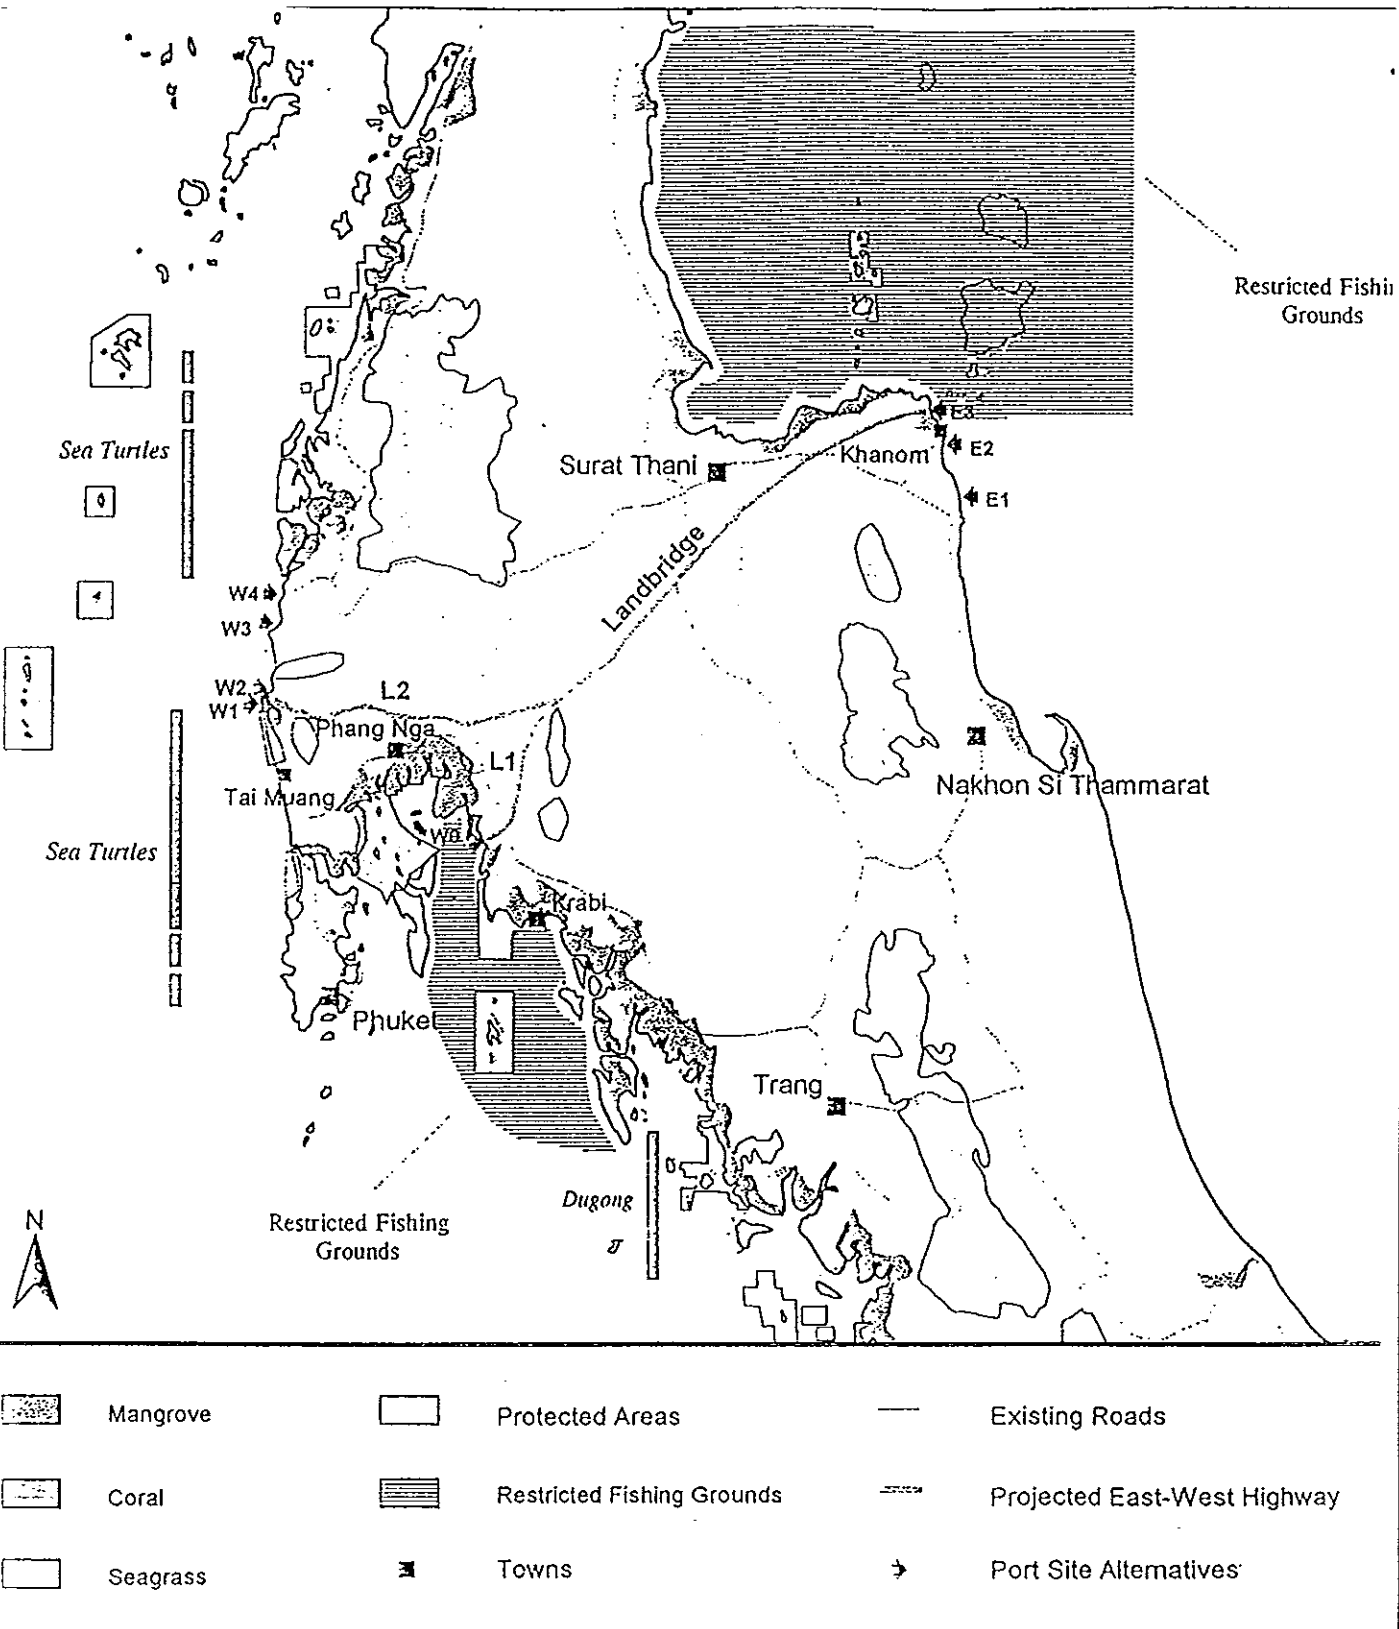 Restricted Fishi
Grounds
Sea Turtles
E3
Khanom
E2
Surat Thani
E1
Landbridge
W4
W3
W2
L2
W1
Phang Nga
L1
Nakhon Si Thammarat
Tai Muang
W0
Sea Turtles
Krabi
Phuket
Trang
Dugong
Restricted Fishing
Grounds
N
Mangrove
Protected Areas
Existing Roads
Coral
Restricted Fishing Grounds
Projected East-West Highway
Seagrass
Towns
Port Site Alternatives